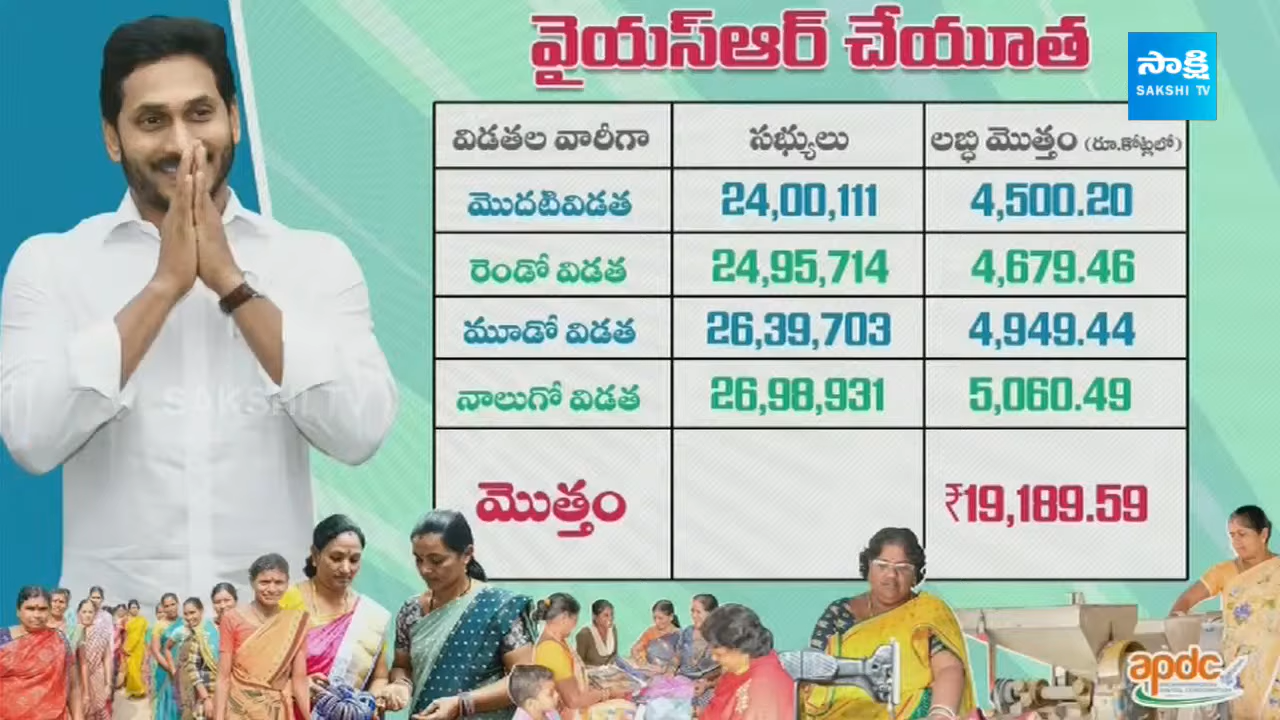 వైయస్ఆర్ చేయూత
సాక్షి
SAKSHI TV
విడతల వారీగా సభ్యులు లబ్ధి మొత్తం (రూ.కోట్లలో)
మొదటివిడత 24,00,111 4,500.20
రెండో విడత 24,95,714 4,679.46
మూడో విడత 26,39,703 4,949.44
నాలుగో విడత 26,98,931 5,060.49
మొత్తం ₹19,189.59
SAKSHI TV
apdc